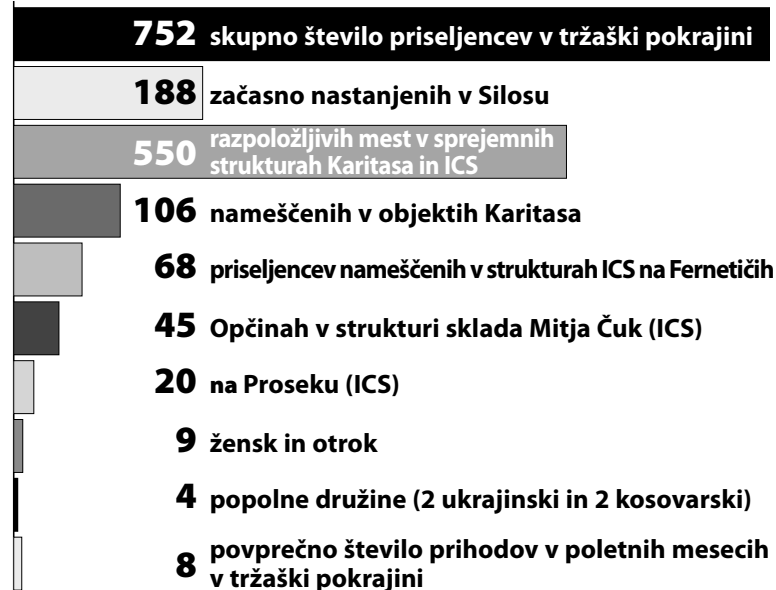 752 skupno število priseljencev v tržaški pokrajini
188 začasno nastanjenih v Silosu
550 razpoložljivih mest v sprejemnih
strukturah Karitasa in ICS
106 nameščenih v objektih Karitasa
68 priseljencev nameščenih v strukturah ICS na Fernetičih
45 Opčinah v strukturi sklada Mitja Čuk (ICS)
20 na Proseku (ICS)
9 žensk in otrok
4 popolne družine (2 ukrajinski in 2 kosovarski)
8 povprečno število prihodov v poletnih mesecih
v tržaški pokrajini